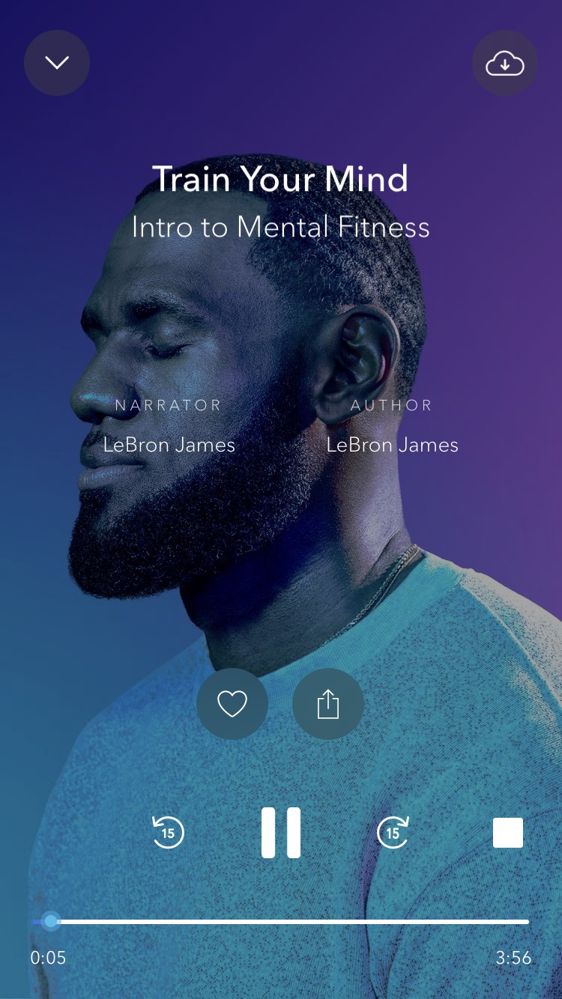 Train Your Mind
Intro to Mental Fitness
NARRATOR
AUTHOR
LeBron James
LeBron James
15
15
0:05
3:56